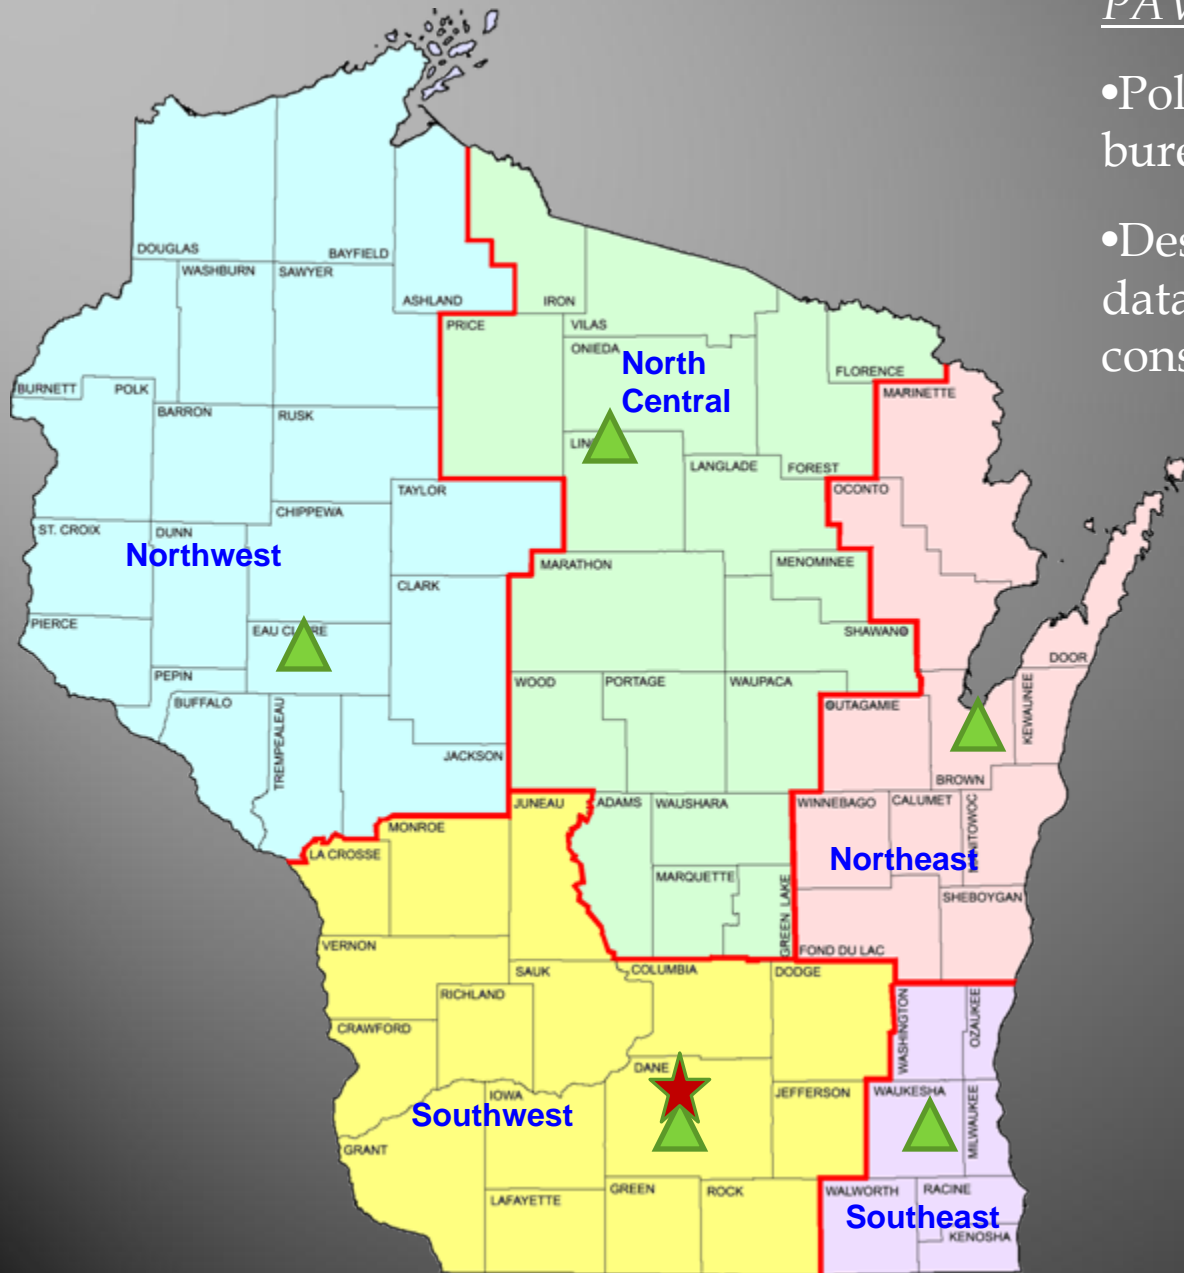 PAW
•Pol
bure
•Des
data
cons
DOUGLAS
BAYFIELD
WASHBURN
SAWYER
ASHLAND
IRON
PRICE
VILAS
ONIEDA
North
Central
FLORENCE
MARINETTE
BURNETT
POLK
BARRON
RUSK
LIN
LANGLADE
FOREST
TAYLOR
OCONTO
CHIPPEWA
ST. CROIX
DUNN
Northwest
MARATHON
MENOMINEE
CLARK
PIERCE
EAU CLAIRE
SHAWANO
DOOR
PEPIN
WOOD
PORTAGE
WAUPACA
BUFFALO
TREMPEALEAU
OUTAGAMIE
KEWAUNEE
JACKSON
BROWN
JUNEAU
ADAMS
WAUSHARA
WINNEBAGO
CALUMET
MANITOWOC
MONROE
LA CROSSE
Northeast
MARQUETTE
GREEN LAKE
SHEBOYGAN
VERNON
FOND DU LAC
SAUK
COLUMBIA
DODGE
RICHLAND
WASHINGTON
OZAUKEE
CRAWFORD
DANE
IOWA
JEFFERSON
WAUKESHA
MILWAUKEE
Southwest
GRANT
LAFAYETTE
GREEN
ROCK
WALWORTH
RACINE
Southeast
KENOSHA